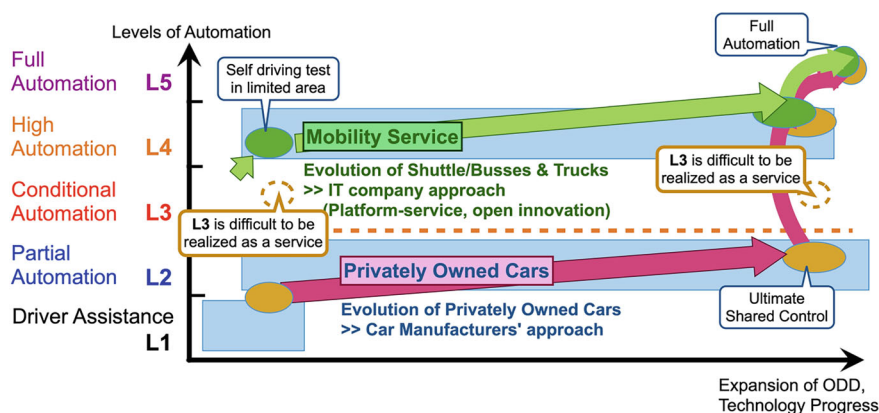 Levels of Automation
Full
Automation L5
High
Automation L4
Conditional
Automation L3
Partial
Automation L2
Driver Assistance
L1
Self driving test
in limited area
Full
Automation
Mobility Service
Evolution of Shuttle/Busses & Trucks
>> IT company approach
(Platform-service, open innovation)
L3 is difficult to be
realized as a service
L3 is difficult to be
realized as a service
Privately Owned Cars
Evolution of Privately Owned Cars
>> Car Manufacturers' approach
Ultimate
Shared Control
Expansion of ODD,
Technology Progress